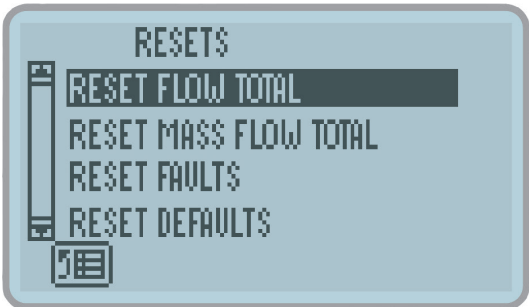 RESETS
RESET FLOW TOTAL
RESET MASS FLOW TOTAL
RESET FAULTS
RESET DEFAULTS